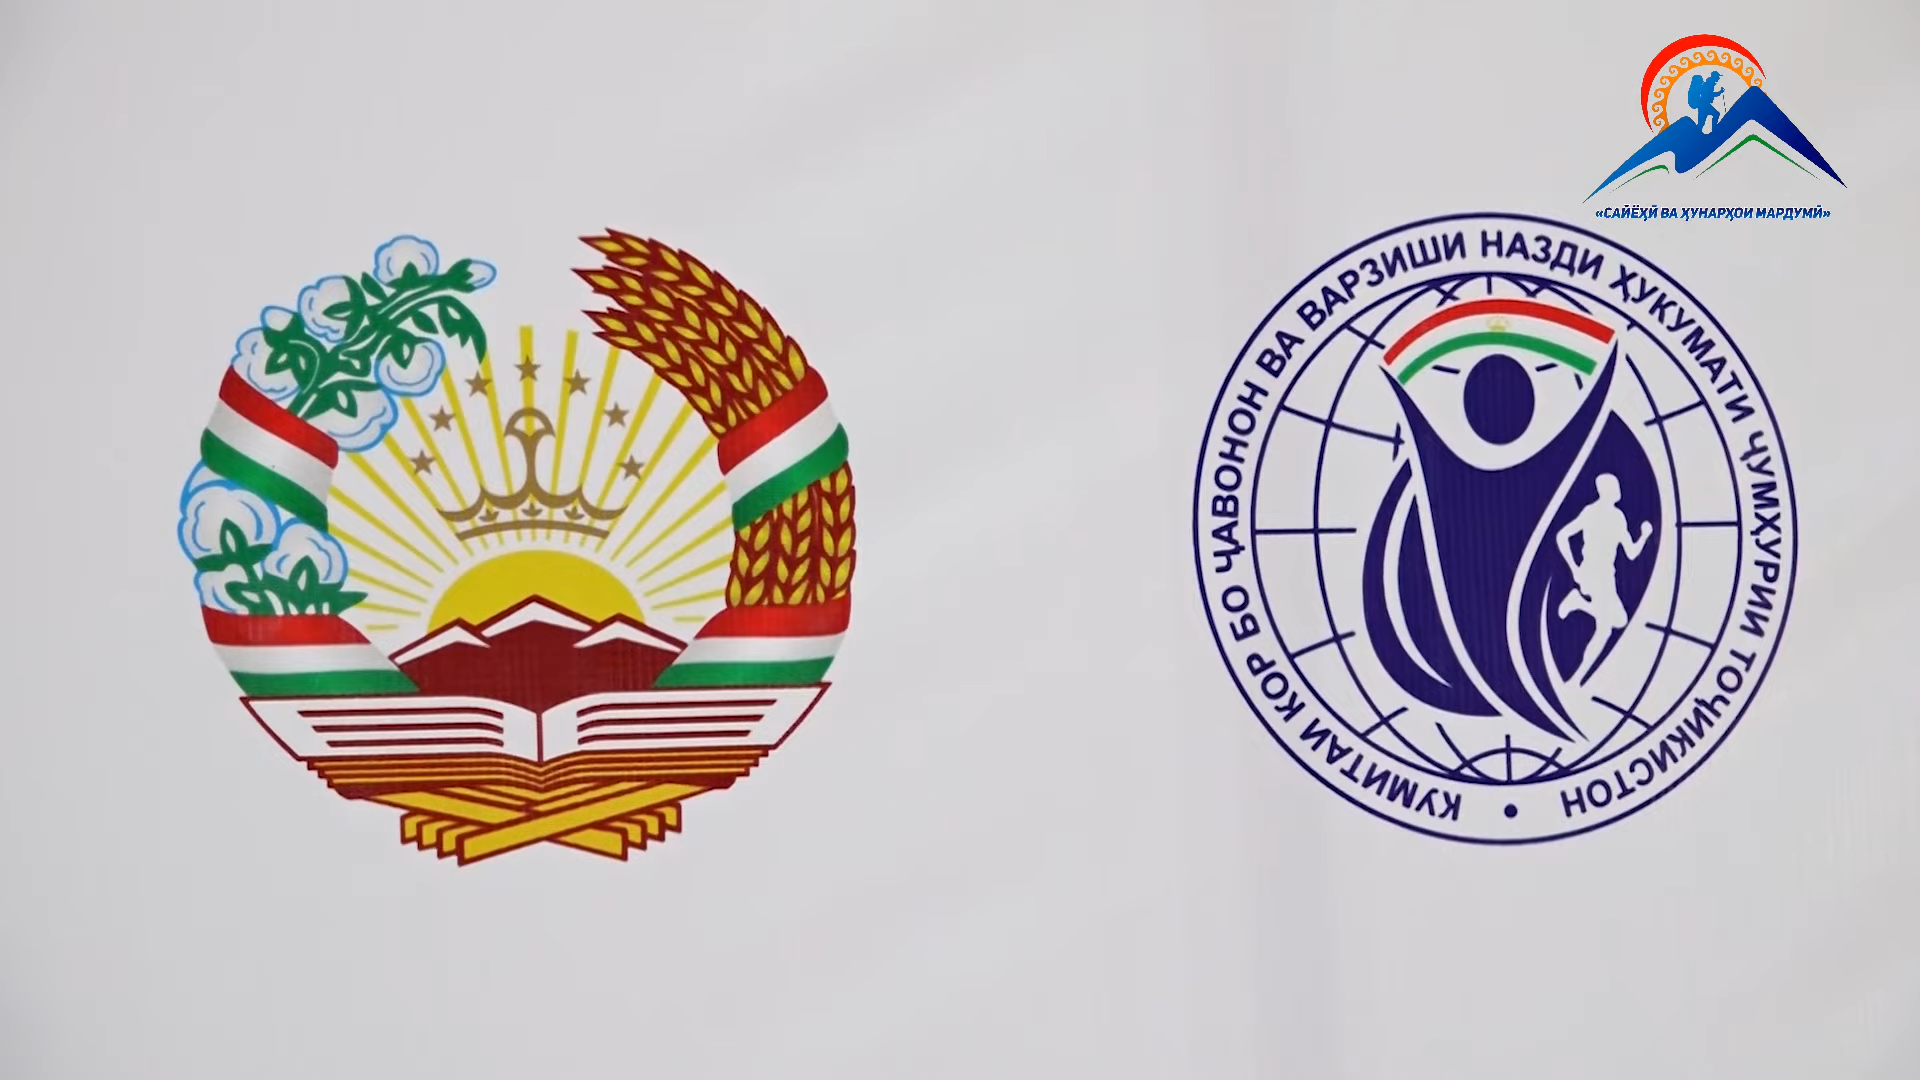 «САЙЁҲӢ ВА ҲУНАРҲОИ МАРДУМӢ»
КУМИТАИ КОР БО ҶАВОНОН ВА ВАРЗИШИ НАЗДИ ҲУКУМАТИ ҶУМҲУРИИ ТОҶИКИСТОН